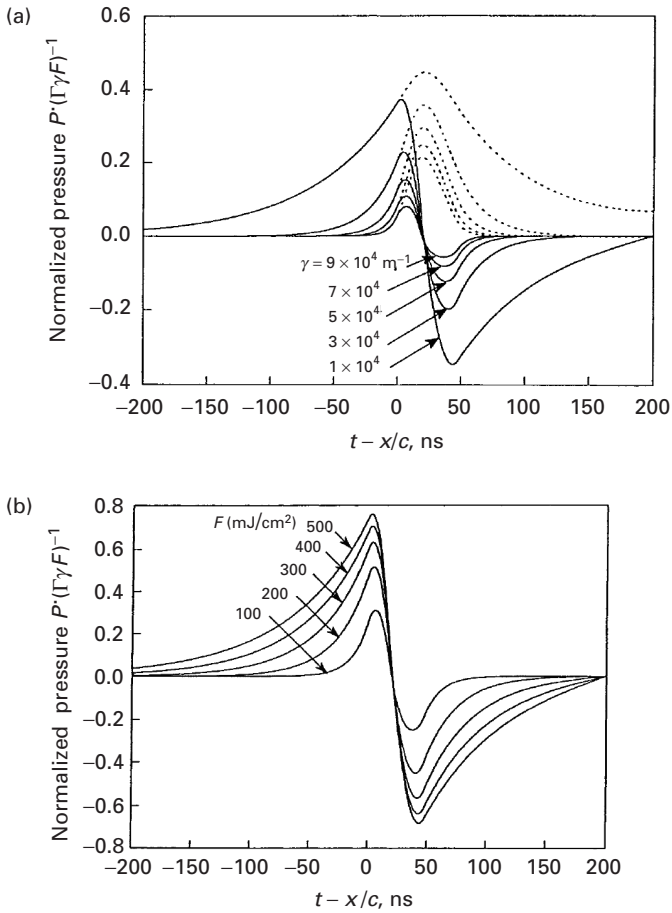 (a)
Normalized pressure P·(ΓγF)⁻¹
0.6
0.4
0.2
0.0
−0.2
−0.4
γ = 9 × 10⁴ m⁻¹
7 × 10⁴
5 × 10⁴
3 × 10⁴
1 × 10⁴
−200 −150 −100 −50 0 50 100 150 200
t − x/c, ns
(b)
Normalized pressure P·(ΓγF)⁻¹
0.8
0.6
0.4
0.2
0.0
−0.2
−0.4
−0.6
−0.8
F (mJ/cm²)
500
400
300
200
100
−200 −150 −100 −50 0 50 100 150 200
t − x/c, ns